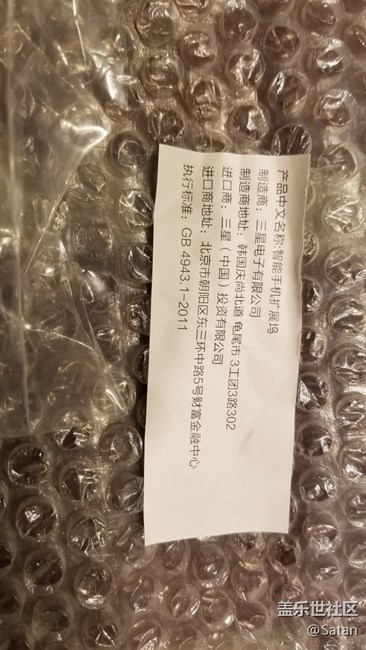 产品中文名称:智能手机扩展坞
制造商：三星电子有限公司
制造商地址：韩国庆尚北道 龟尾市 3工团3路302
进口商：三星（中国）投资有限公司
进口商地址：北京市朝阳区东三环中路5号财富金融中心
执行标准：GB 4943.1-2011
盖乐世社区
@Satan